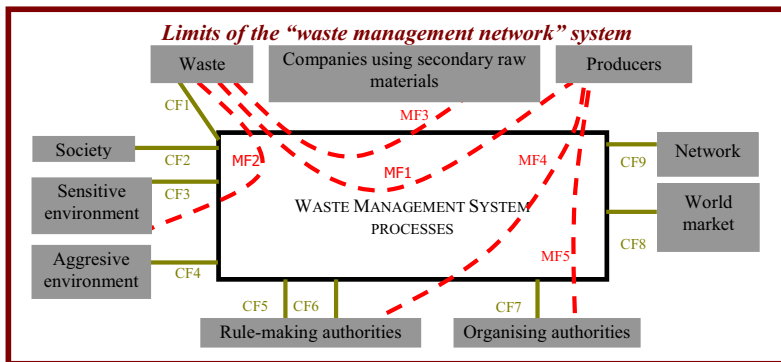 Limits of the “waste management network” system
Waste
Companies using secondary raw
materials
Producers
CF1
MF3
Society
CF2
MF2
MF4
CF9
Network
MF1
Sensitive
environment
CF3
WASTE MANAGEMENT SYSTEM
PROCESSES
World
market
CF8
Aggresive
environment
CF4
MF5
CF5
CF6
CF7
Rule-making authorities
Organising authorities